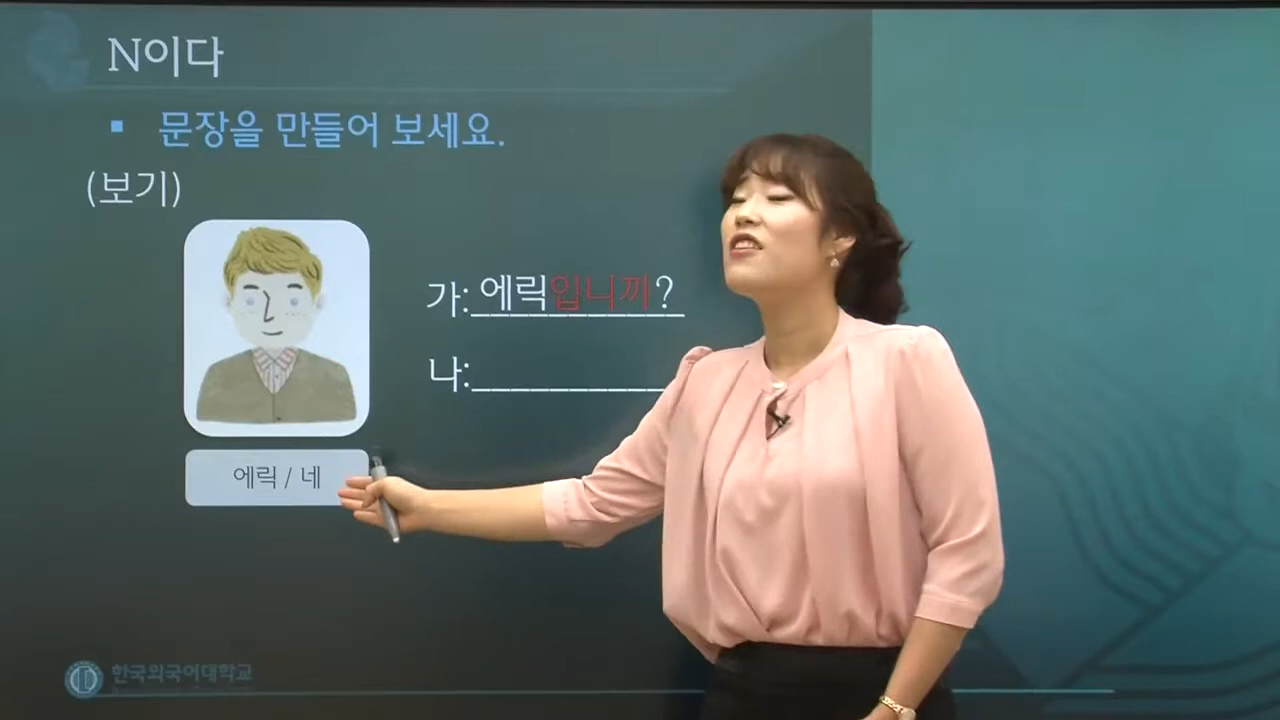 N이다
▪ 문장을 만들어 보세요.
(보기)
가: 에릭입니까?
나:
에릭 / 네
한국외국어대학교